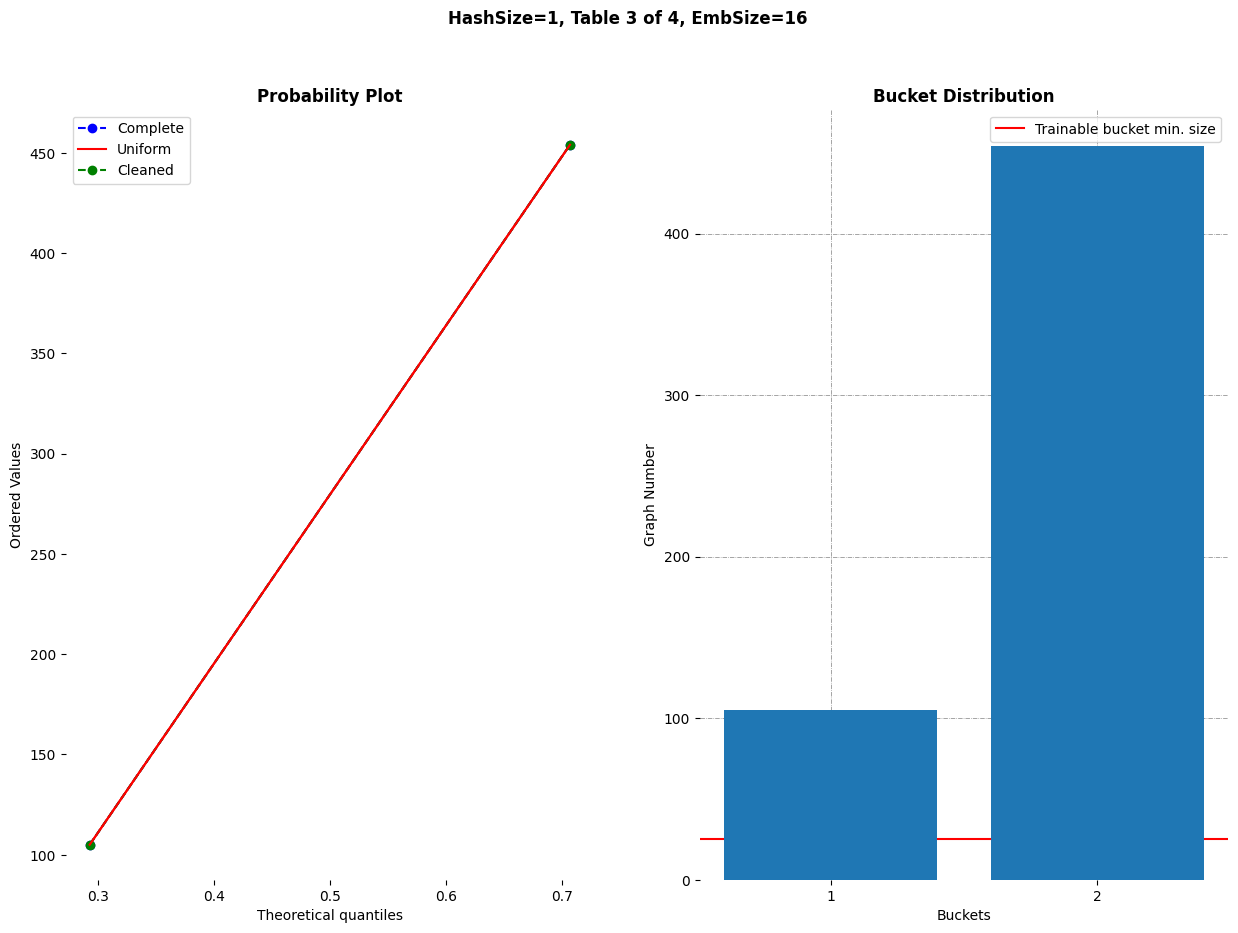 HashSize=1, Table 3 of 4, EmbSize=16
Probability Plot
Complete
Uniform
Cleaned
450
400
350
300
250
200
150
100
Ordered Values
0.3 0.4 0.5 0.6 0.7
Theoretical quantiles
Bucket Distribution
Trainable bucket min. size
400
300
200
100
0
Graph Number
1 2
Buckets